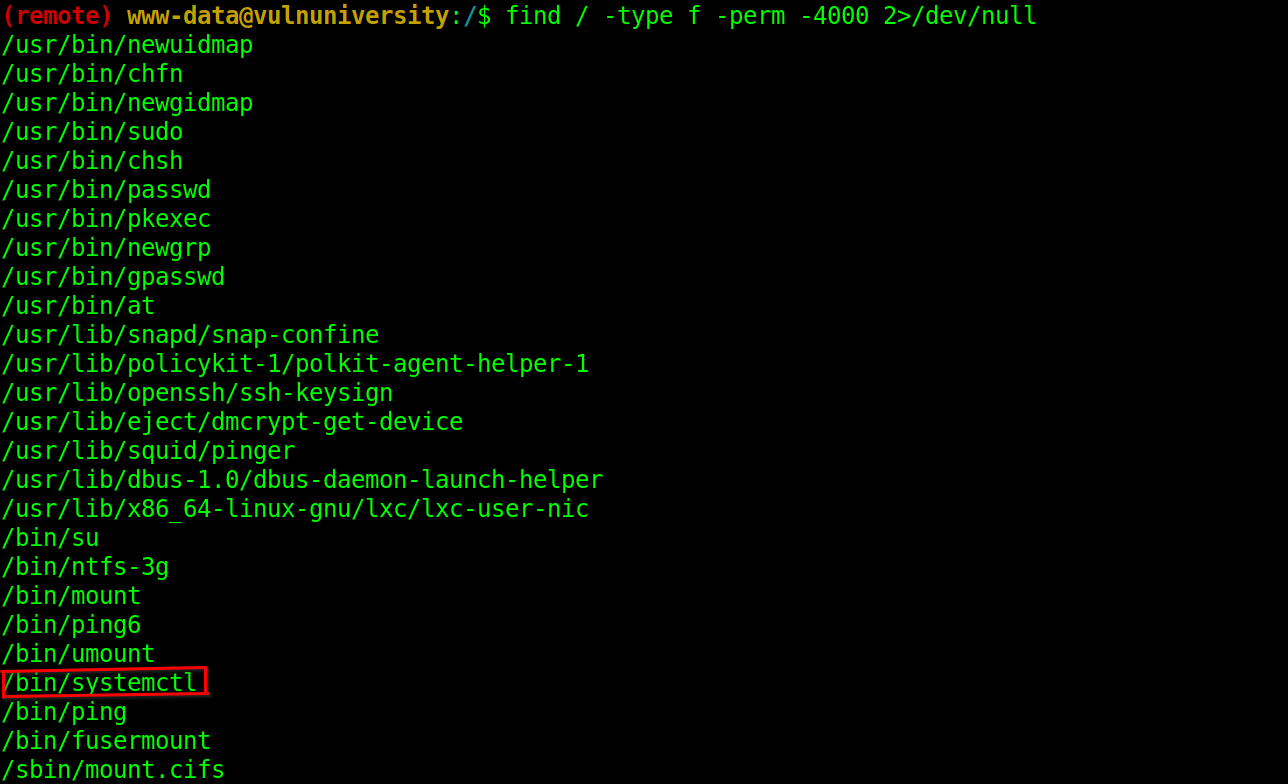 (remote) www-data@vulnuniversity:/$ find / -type f -perm -4000 2>/dev/null
/usr/bin/newuidmap
/usr/bin/chfn
/usr/bin/newgidmap
/usr/bin/sudo
/usr/bin/chsh
/usr/bin/passwd
/usr/bin/pkexec
/usr/bin/newgrp
/usr/bin/gpasswd
/usr/bin/at
/usr/lib/snapd/snap-confine
/usr/lib/policykit-1/polkit-agent-helper-1
/usr/lib/openssh/ssh-keysign
/usr/lib/eject/dmcrypt-get-device
/usr/lib/squid/pinger
/usr/lib/dbus-1.0/dbus-daemon-launch-helper
/usr/lib/x86_64-linux-gnu/lxc/lxc-user-nic
/bin/su
/bin/ntfs-3g
/bin/mount
/bin/ping6
/bin/umount
/bin/systemctl
/bin/ping
/bin/fusermount
/sbin/mount.cifs